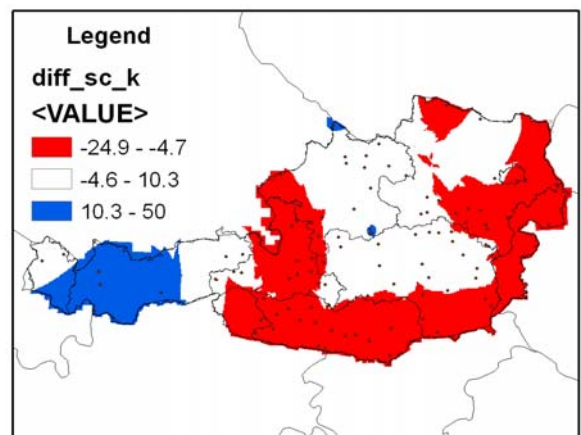 Legend
diff_sc_k
<VALUE>
-24.9 - -4.7
-4.6 - 10.3
10.3 - 50